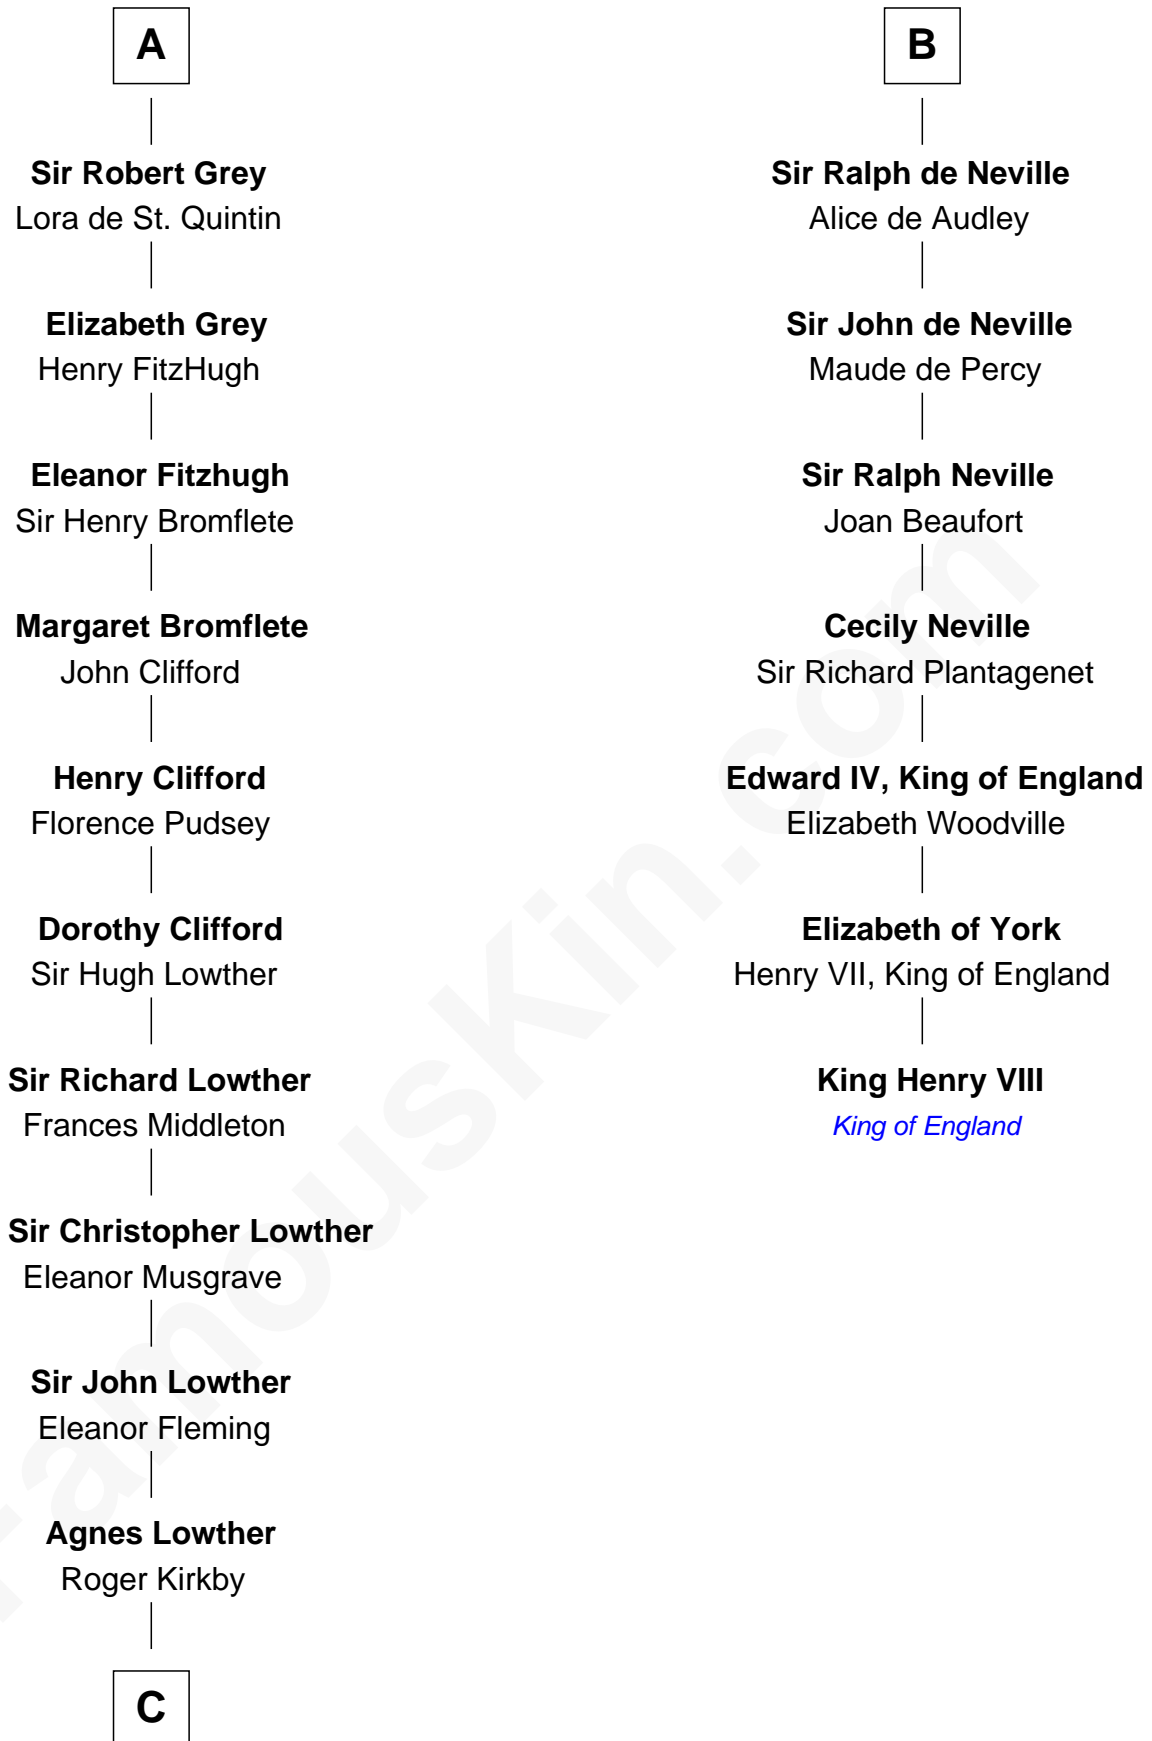 A
Sir Robert Grey
Lora de St. Quintin
Elizabeth Grey
Henry FitzHugh
Eleanor Fitzhugh
Sir Henry Bromflete
Margaret Bromflete
John Clifford
Henry Clifford
Florence Pudsey
Dorothy Clifford
Sir Hugh Lowther
Sir Richard Lowther
Frances Middleton
Sir Christopher Lowther
Eleanor Musgrave
Sir John Lowther
Eleanor Fleming
Agnes Lowther
Roger Kirkby
C
B
Sir Ralph de Neville
Alice de Audley
Sir John de Neville
Maude de Percy
Sir Ralph Neville
Joan Beaufort
Cecily Neville
Sir Richard Plantagenet
Edward IV, King of England
Elizabeth Woodville
Elizabeth of York
Henry VII, King of England
King Henry VIII
King of England
FamousKin.com